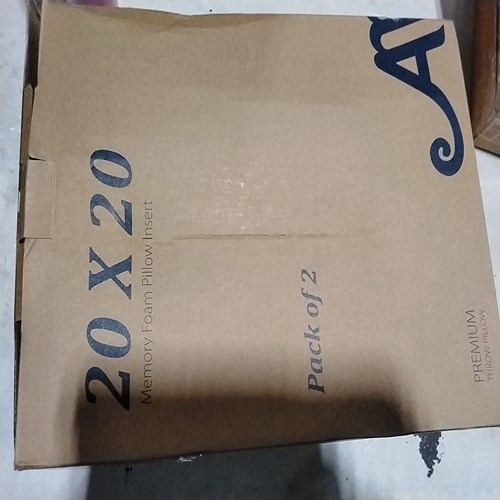 20 X 20
Memory Foam Pillow Insert
Pack of 2
PREMIUM
THROW PILLOW